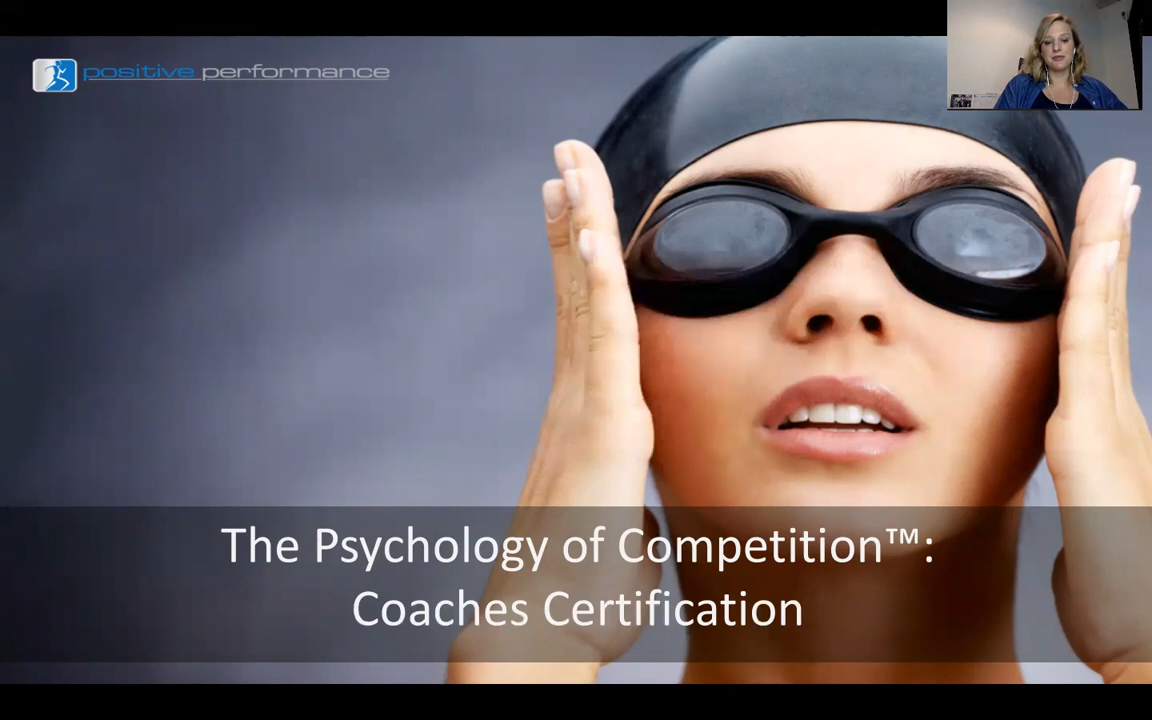 positive performance
The Psychology of Competition™:
Coaches Certification